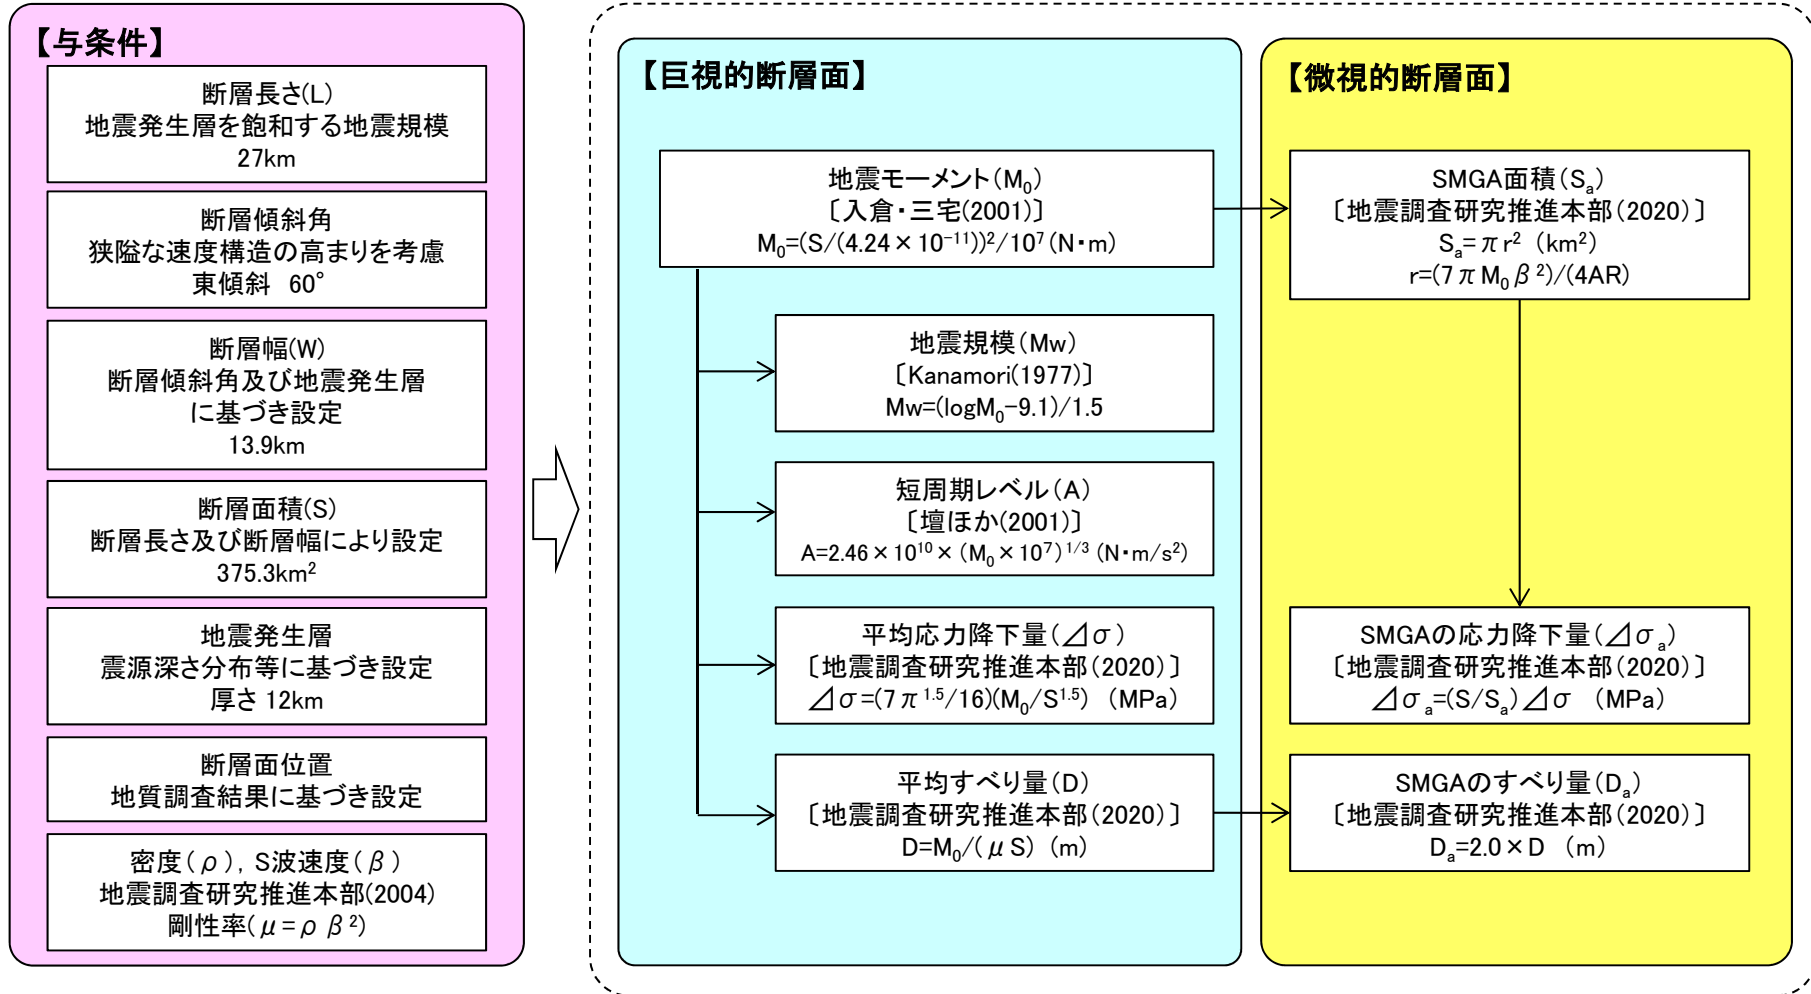 【与条件】
断層長さ(L)
地震発生層を飽和する地震規模
27km
断層傾斜角
狭隘な速度構造の高まりを考慮
東傾斜 60°
断層幅(W)
断層傾斜角及び地震発生層
に基づき設定
13.9km
断層面積(S)
断層長さ及び断層幅により設定
375.3km²
地震発生層
震源深さ分布等に基づき設定
厚さ 12km
断層面位置
地質調査結果に基づき設定
密度(ρ), S波速度(β)
地震調査研究推進本部(2004)
剛性率(μ=ρβ²)
【巨視的断層面】
地震モーメント(M₀)
〔入倉・三宅(2001)〕
M₀=(S/(4.24×10⁻¹¹))²/10⁷(N・m)
地震規模(Mw)
〔Kanamori(1977)〕
Mw=(logM₀-9.1)/1.5
短周期レベル(A)
〔壇ほか(2001)〕
A=2.46×10¹⁰×(M₀×10⁷)¹/³(N・m/s²)
平均応力降下量(⊿σ)
〔地震調査研究推進本部(2020)〕
⊿σ=(7π¹·⁵/16)(M₀/S¹·⁵) (MPa)
平均すべり量(D)
〔地震調査研究推進本部(2020)〕
D=M₀/(μS) (m)
【微視的断層面】
SMGA面積(Sₐ)
〔地震調査研究推進本部(2020)〕
Sₐ=πr² (km²)
r=(7πM₀β²)/(4AR)
SMGAの応力降下量(⊿σₐ)
〔地震調査研究推進本部(2020)〕
⊿σₐ=(S/Sₐ)⊿σ (MPa)
SMGAのすべり量(Dₐ)
〔地震調査研究推進本部(2020)〕
Dₐ=2.0×D (m)